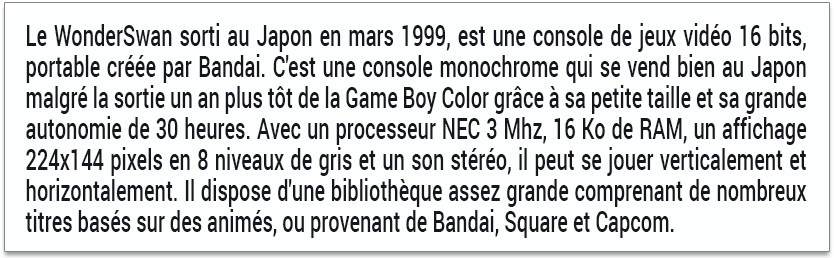 Le WonderSwan sorti au Japon en mars 1999, est une console de jeux vidéo 16 bits,
portable créée par Bandai. C'est une console monochrome qui se vend bien au Japon
malgré la sortie un an plus tôt de la Game Boy Color grâce à sa petite taille et sa grande
autonomie de 30 heures. Avec un processeur NEC 3 Mhz, 16 Ko de RAM, un affichage
224x144 pixels en 8 niveaux de gris et un son stéréo, il peut se jouer verticalement et
horizontalement. Il dispose d'une bibliothèque assez grande comprenant de nombreux
titres basés sur des animés, ou provenant de Bandai, Square et Capcom.